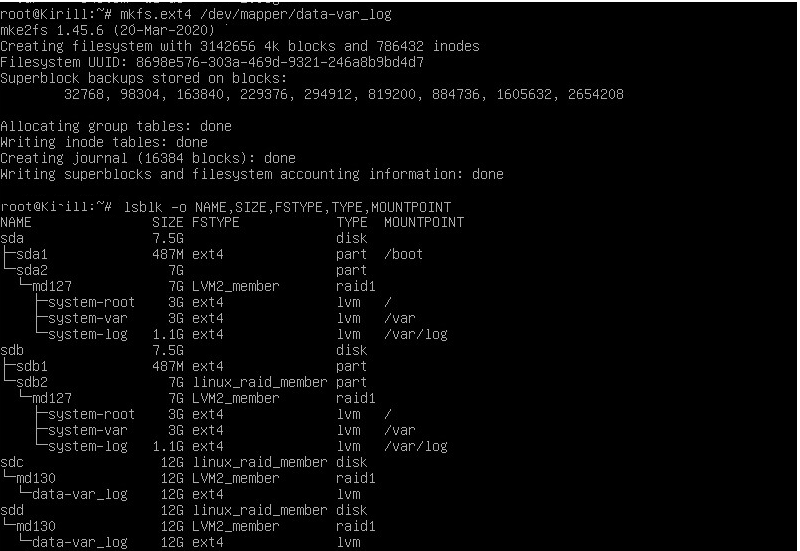 root@Kirill:~# mkfs.ext4 /dev/mapper/data-var_log
mke2fs 1.45.6 (20-Mar-2020)
Creating filesystem with 3142656 4k blocks and 786432 inodes
Filesystem UUID: 8698e576-303a-469d-9321-246a8b9bd4d7
Superblock backups stored on blocks:
        32768, 98304, 163840, 229376, 294912, 819200, 884736, 1605632, 2654208
Allocating group tables: done
Writing inode tables: done
Creating journal (16384 blocks): done
Writing superblocks and filesystem accounting information: done
root@Kirill:~# lsblk -o NAME,SIZE,FSTYPE,TYPE,MOUNTPOINT
NAME                SIZE FSTYPE            TYPE  MOUNTPOINT
sda                 7.5G                   disk
├─sda1              487M ext4              part  /boot
└─sda2                7G                   part
  └─md127             7G LVM2_member       raid1
    ├─system-root     3G ext4              lvm   /
    ├─system-var      3G ext4              lvm   /var
    └─system-log    1.1G ext4              lvm   /var/log
sdb                 7.5G                   disk
├─sdb1              487M ext4              part
└─sdb2                7G linux_raid_member part
  └─md127             7G LVM2_member       raid1
    ├─system-root     3G ext4              lvm   /
    ├─system-var      3G ext4              lvm   /var
    └─system-log    1.1G ext4              lvm   /var/log
sdc                  12G linux_raid_member disk
└─md130              12G LVM2_member       raid1
  └─data-var_log     12G ext4              lvm
sdd                  12G linux_raid_member disk
└─md130              12G LVM2_member       raid1
  └─data-var_log     12G ext4              lvm